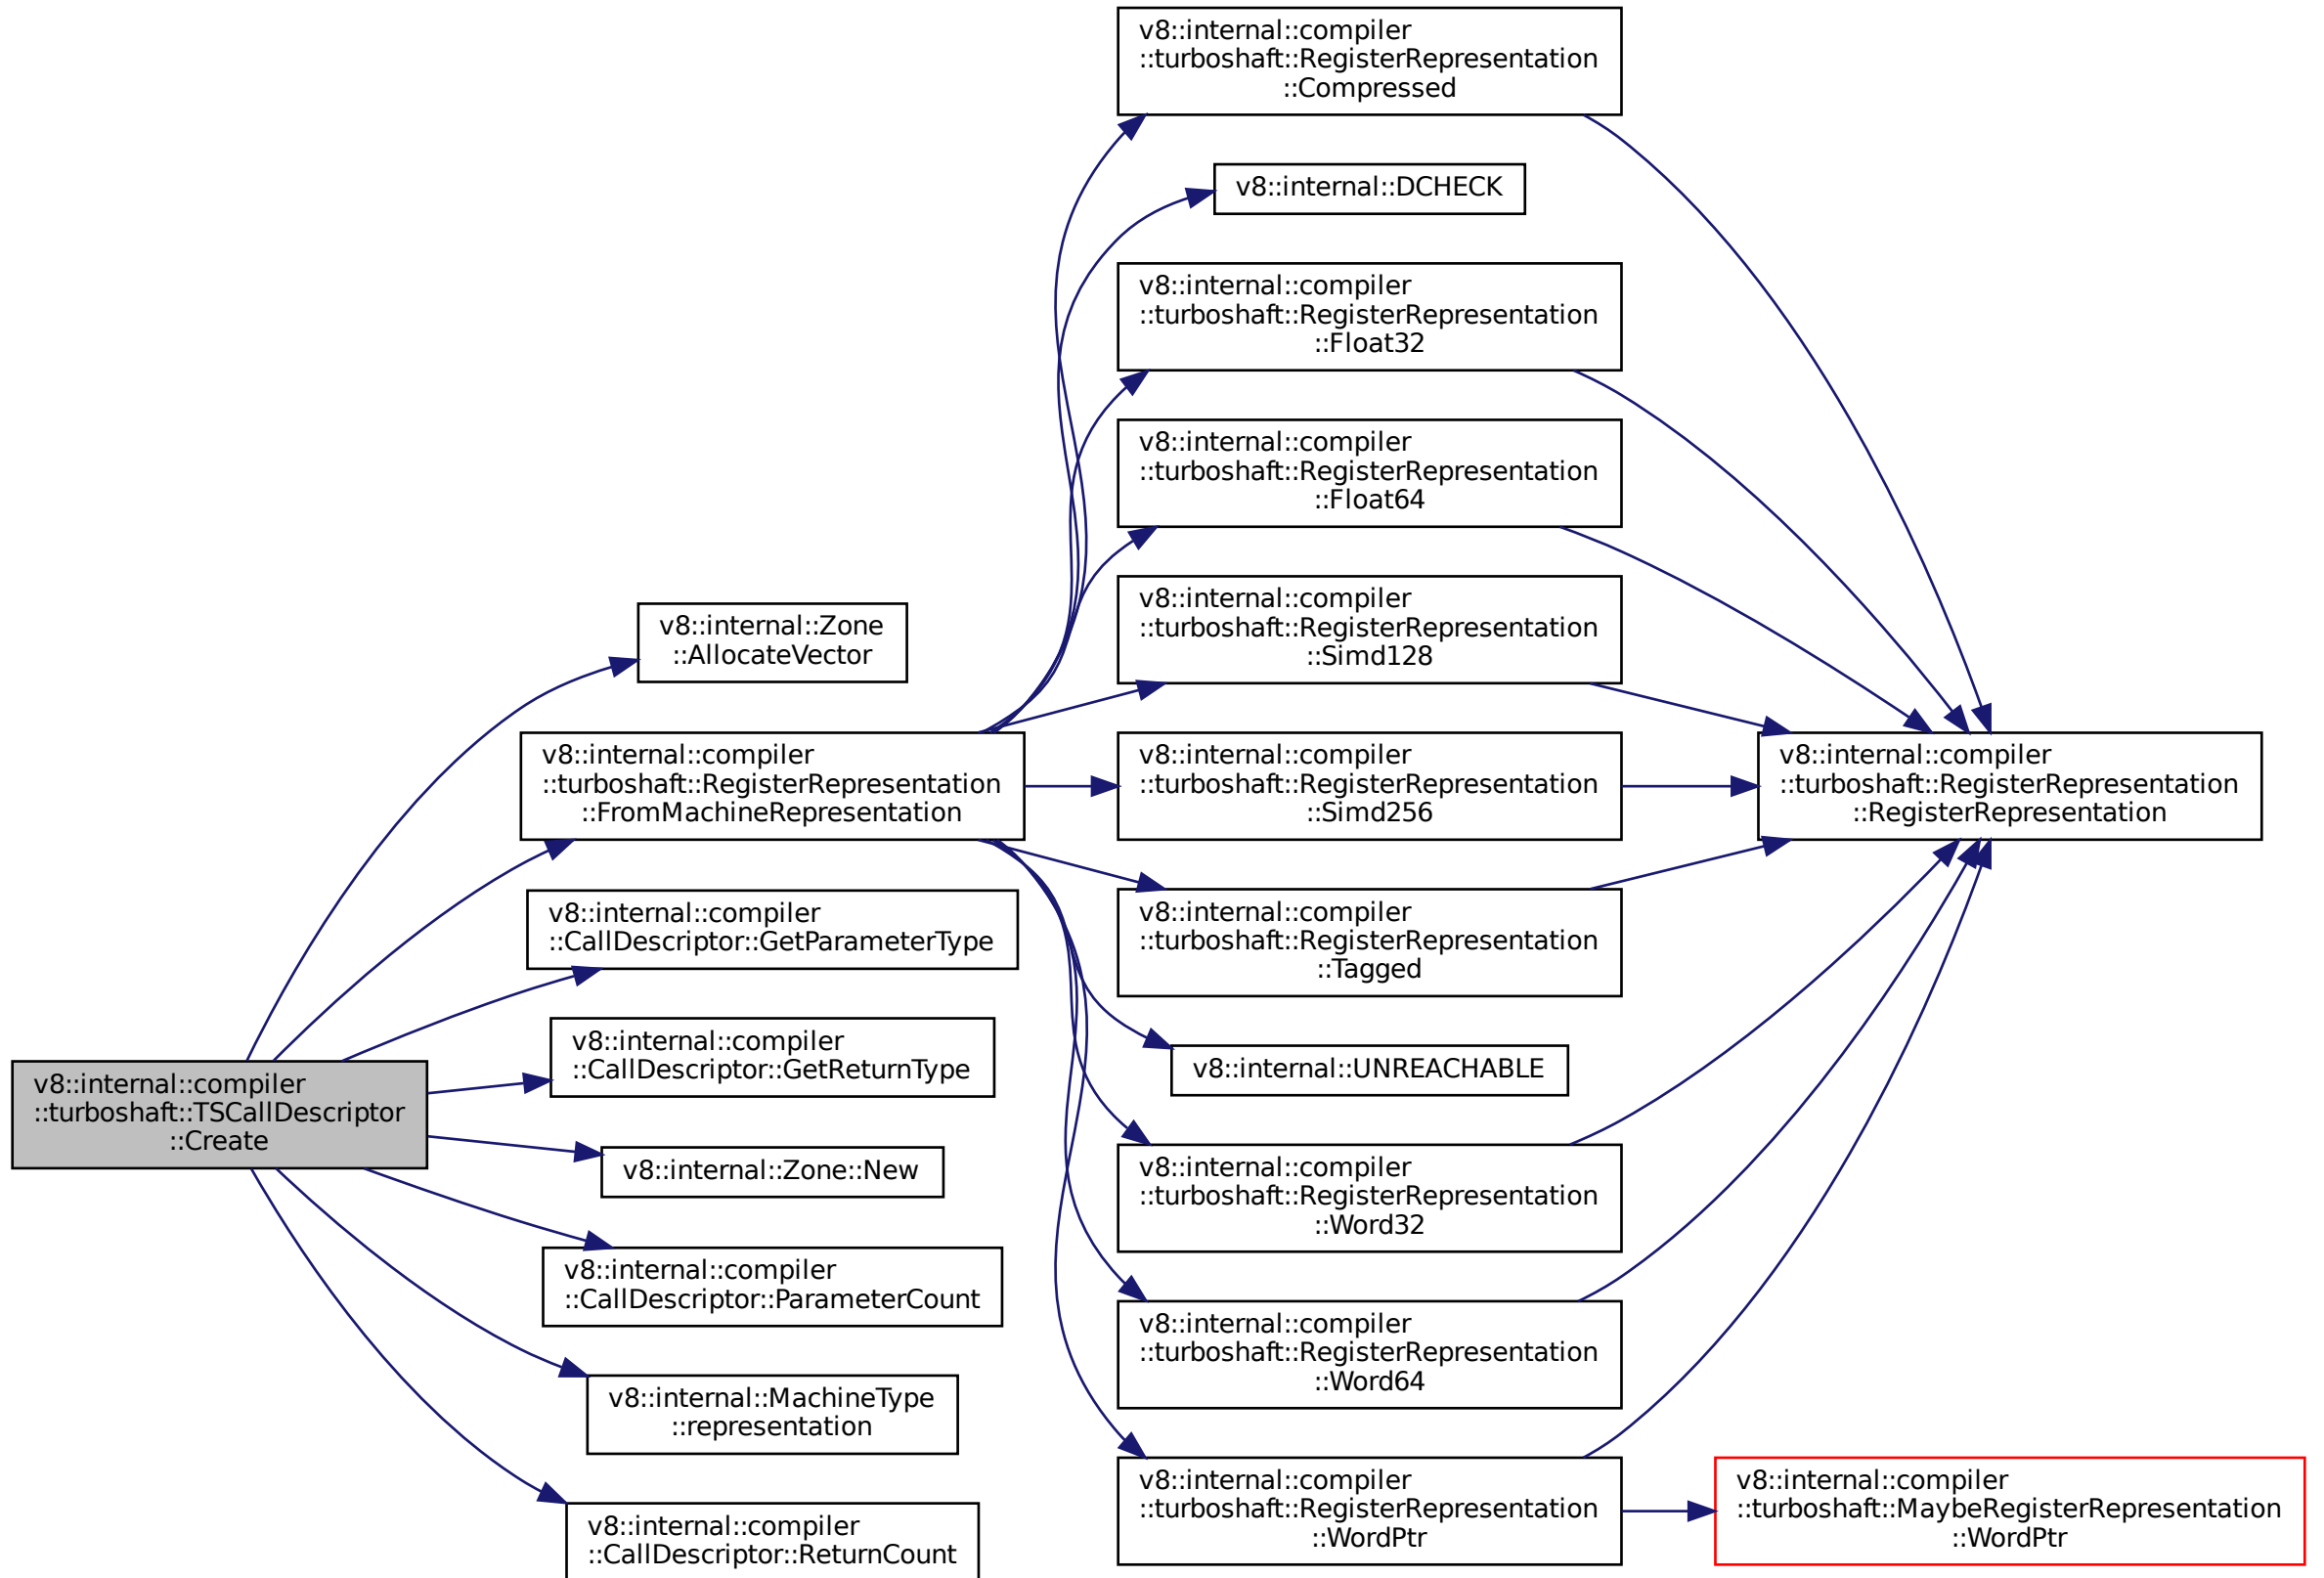 v8::internal::compiler
::turboshaft::TSCallDescriptor
::Create
v8::internal::Zone
::AllocateVector
v8::internal::compiler
::turboshaft::RegisterRepresentation
::FromMachineRepresentation
v8::internal::compiler
::CallDescriptor::GetParameterType
v8::internal::compiler
::CallDescriptor::GetReturnType
v8::internal::Zone::New
v8::internal::compiler
::CallDescriptor::ParameterCount
v8::internal::MachineType
::representation
v8::internal::compiler
::CallDescriptor::ReturnCount
v8::internal::compiler
::turboshaft::RegisterRepresentation
::Compressed
v8::internal::DCHECK
v8::internal::compiler
::turboshaft::RegisterRepresentation
::Float32
v8::internal::compiler
::turboshaft::RegisterRepresentation
::Float64
v8::internal::compiler
::turboshaft::RegisterRepresentation
::Simd128
v8::internal::compiler
::turboshaft::RegisterRepresentation
::Simd256
v8::internal::compiler
::turboshaft::RegisterRepresentation
::Tagged
v8::internal::UNREACHABLE
v8::internal::compiler
::turboshaft::RegisterRepresentation
::Word32
v8::internal::compiler
::turboshaft::RegisterRepresentation
::Word64
v8::internal::compiler
::turboshaft::RegisterRepresentation
::WordPtr
v8::internal::compiler
::turboshaft::RegisterRepresentation
::RegisterRepresentation
v8::internal::compiler
::turboshaft::MaybeRegisterRepresentation
::WordPtr